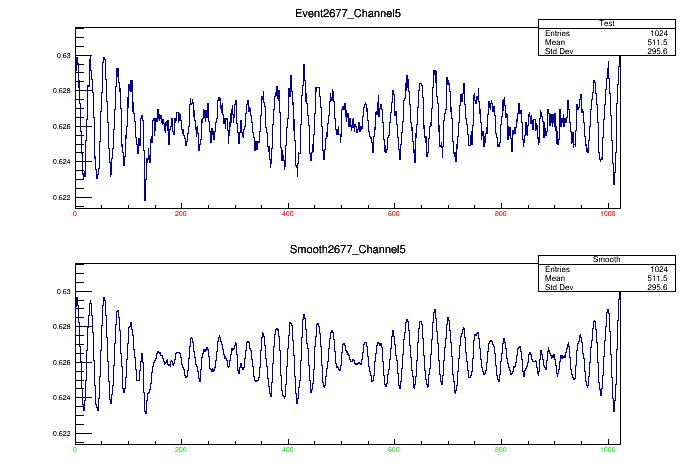 Event2677_Channel5
Test
Entries 1024
Mean 511.5
Std Dev 295.6
0.63
0.628
0.626
0.624
0.622
0 200 400 600 800 1000
Smooth2677_Channel5
Smooth
Entries 1024
Mean 511.5
Std Dev 295.6
0.63
0.628
0.626
0.624
0.622
0 200 400 600 800 1000